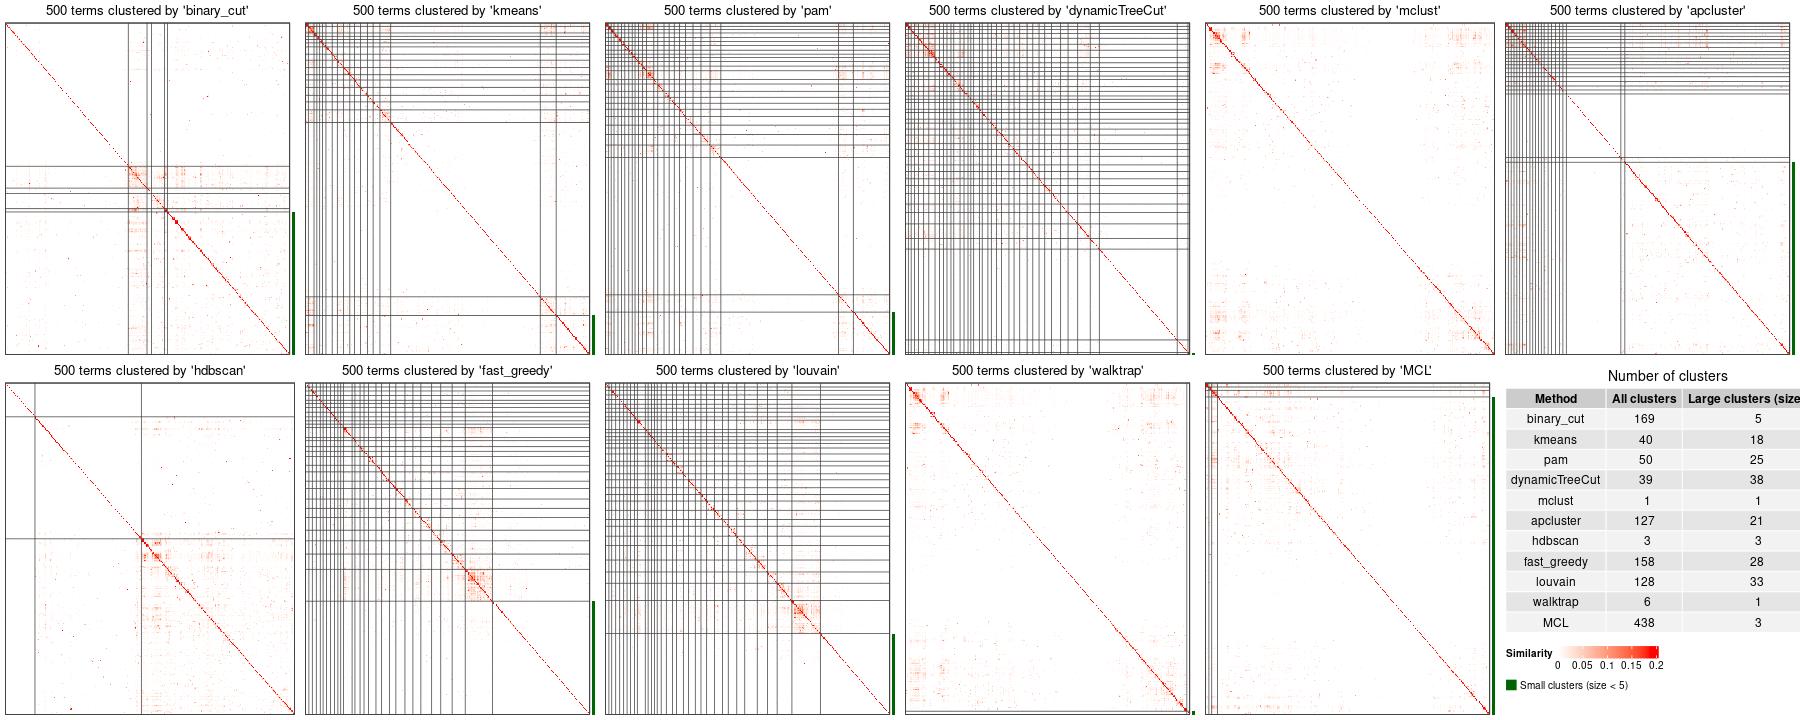 500 terms clustered by 'binary_cut'
500 terms clustered by 'kmeans'
500 terms clustered by 'pam'
500 terms clustered by 'dynamicTreeCut'
500 terms clustered by 'mclust'
500 terms clustered by 'apcluster'
500 terms clustered by 'hdbscan'
500 terms clustered by 'fast_greedy'
500 terms clustered by 'louvain'
500 terms clustered by 'walktrap'
500 terms clustered by 'MCL'
Number of clusters
Method All clusters Large clusters (size
binary_cut 169 5
kmeans 40 18
pam 50 25
dynamicTreeCut 39 38
mclust 1 1
apcluster 127 21
hdbscan 3 3
fast_greedy 158 28
louvain 128 33
walktrap 6 1
MCL 438 3
Similarity
0 0.05 0.1 0.15 0.2
Small clusters (size < 5)